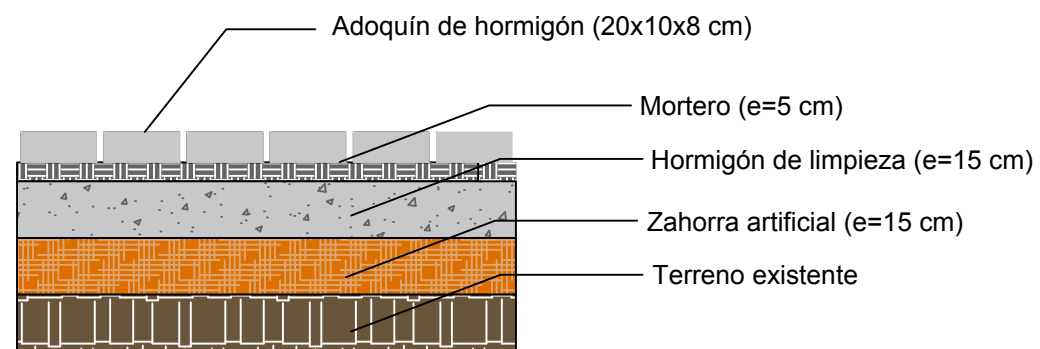 Adoquín de hormigón (20x10x8 cm)
Mortero (e=5 cm)
Hormigón de limpieza (e=15 cm)
Zahorra artificial (e=15 cm)
Terreno existente